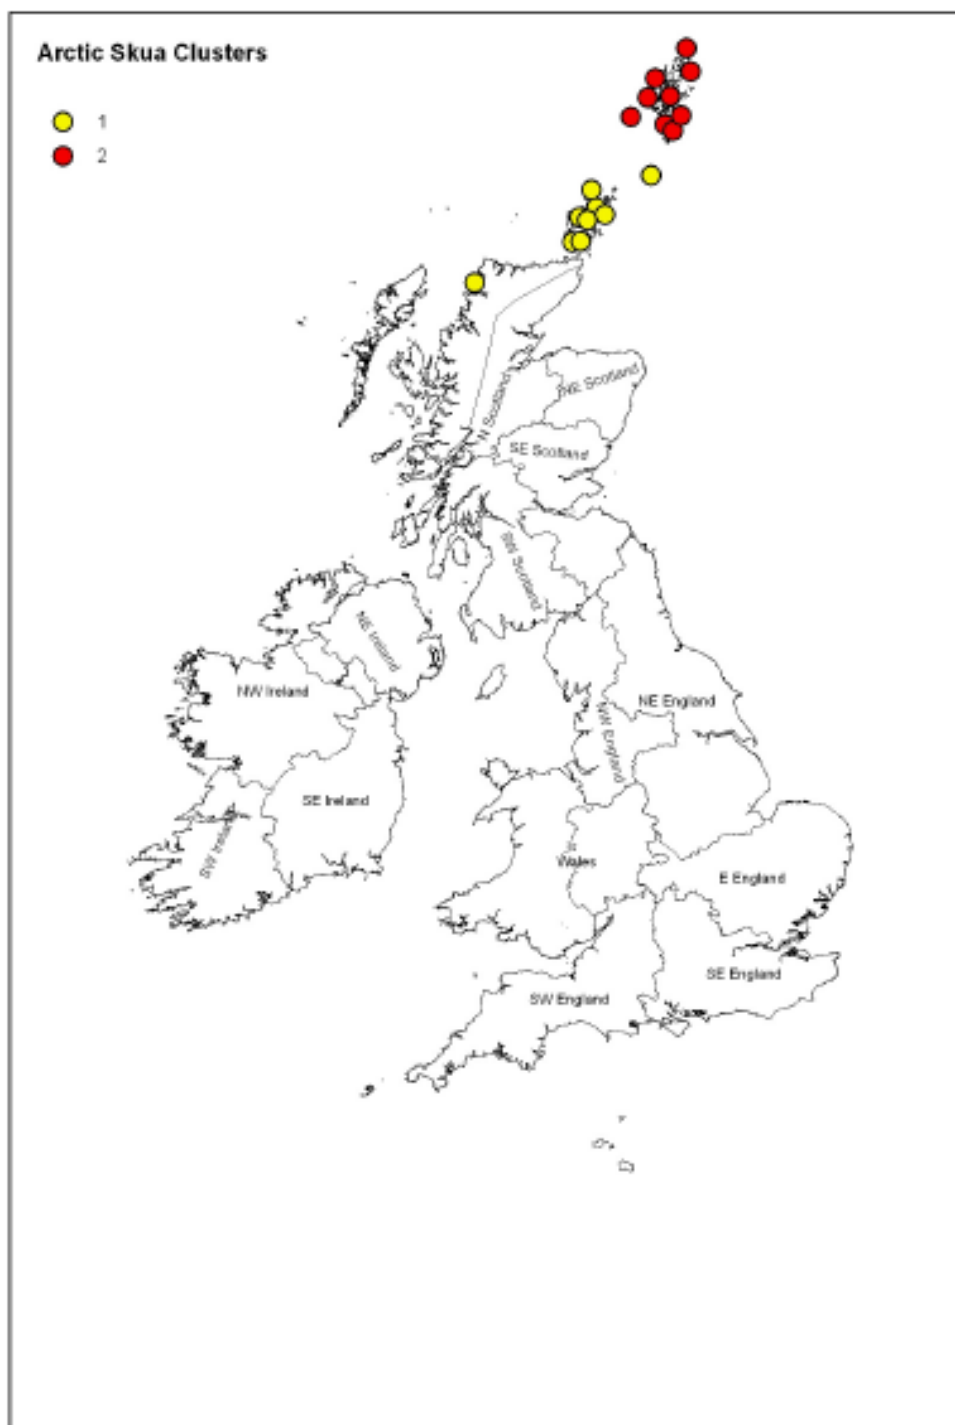 Arctic Skua Clusters
1
2
NE Scotland
N Scotland
SE Scotland
SW Scotland
NE Ireland
NW Ireland
NE England
NW England
SE Ireland
SW Ireland
Wales
E England
SE England
SW England